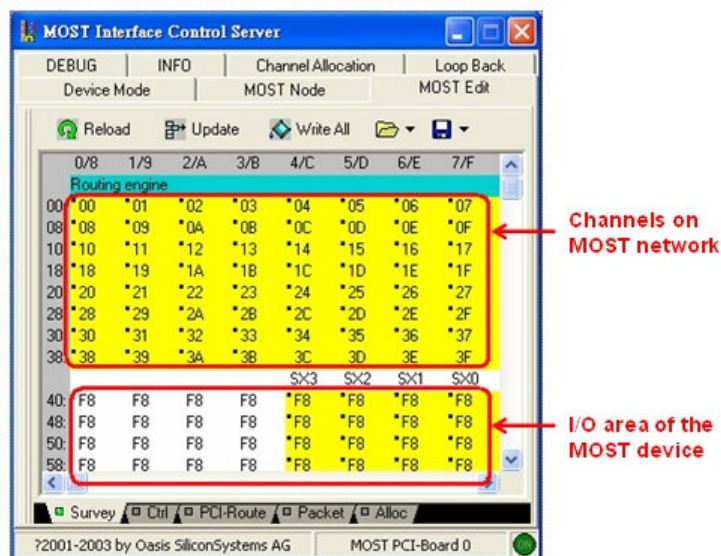 MOST Interface Control Server
DEBUG INFO Channel Allocation Loop Back
Device Mode MOST Node MOST Edit
Reload Update Write All
0/8 1/9 2/A 3/B 4/C 5/D 6/E 7/F
Routing engine
00: 00 01 02 03 04 05 06 07
08: 08 09 0A 0B 0C 0D 0E 0F
10: 10 11 12 13 14 15 16 17
18: 18 19 1A 1B 1C 1D 1E 1F
20: 20 21 22 23 24 25 26 27
28: 28 29 2A 2B 2C 2D 2E 2F
30: 30 31 32 33 34 35 36 37
38: 38 39 3A 3B 3C 3D 3E 3F
SX3 SX2 SX1 SX0
40: F8 F8 F8 F8 F8 F8 F8 F8
48: F8 F8 F8 F8 F8 F8 F8 F8
50: F8 F8 F8 F8 F8 F8 F8 F8
58: F8 F8 F8 F8 F8 F8 F8 F8
Channels on
MOST network
I/O area of the
MOST device
Survey Ctrl PCI-Route Packet Alloc
?2001-2003 by Oasis SiliconSystems AG MOST PCI-Board 0 ON